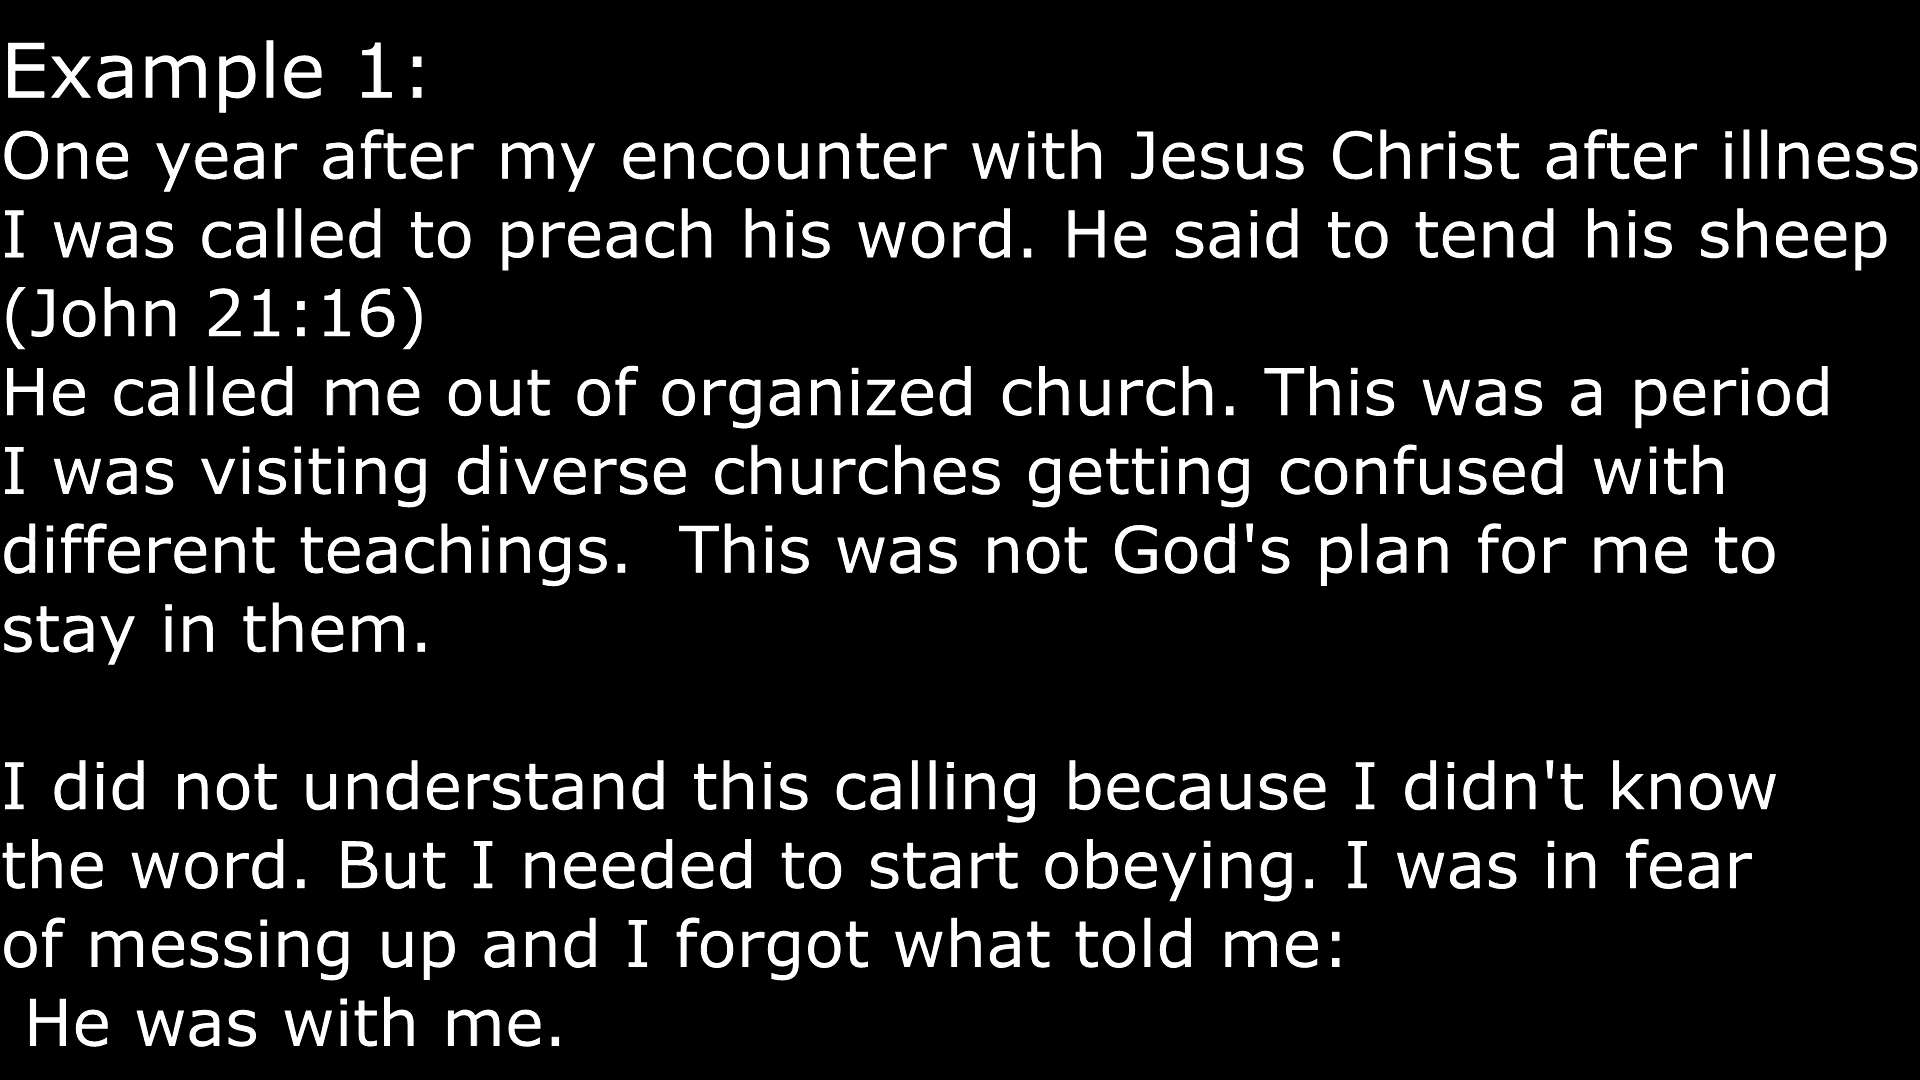 Example 1:
One year after my encounter with Jesus Christ after illness
I was called to preach his word. He said to tend his sheep
(John 21:16)
He called me out of organized church. This was a period
I was visiting diverse churches getting confused with
different teachings.  This was not God's plan for me to
stay in them.
I did not understand this calling because I didn't know
the word. But I needed to start obeying. I was in fear
of messing up and I forgot what told me:
He was with me.